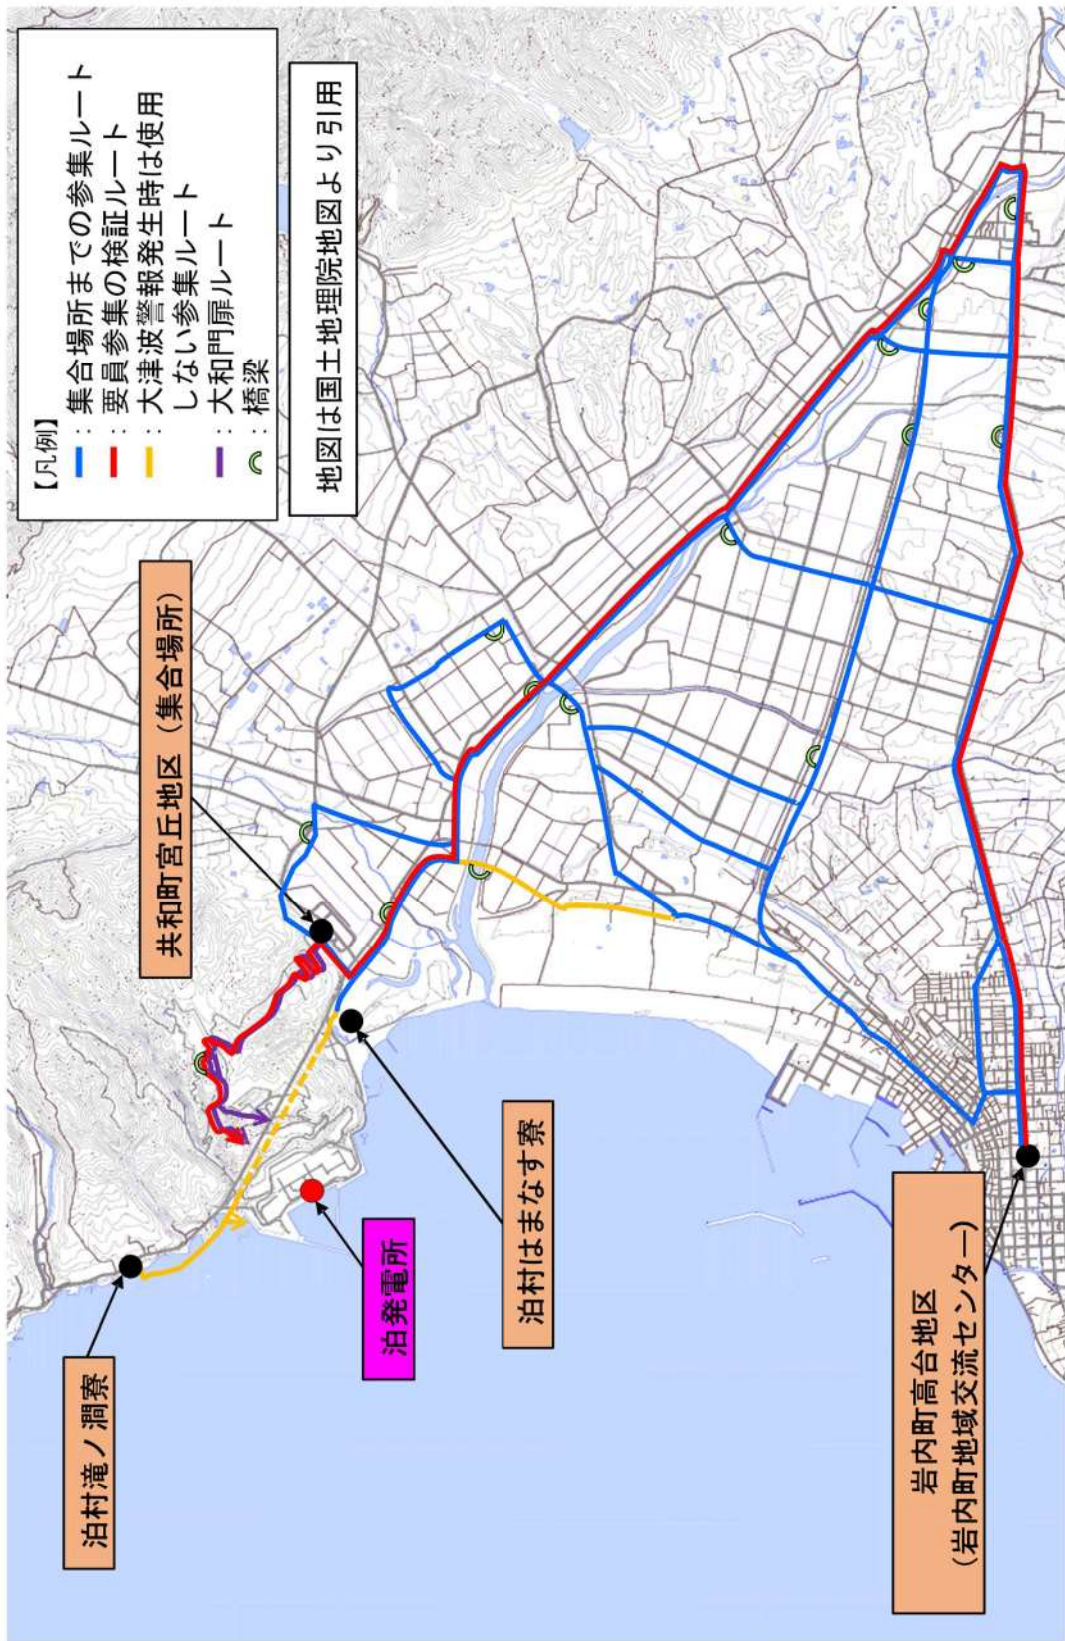 【凡例】
：集合場所までの参集ルート
：要員参集の検証ルート
：大津波警報発生時は使用
しない参集ルート
：大和門扉ルート
：橋梁
地図は国土地理院地図より引用
共和町宮丘地区（集合場所）
泊村滝ノ澗寮
泊発電所
泊村はまなす寮
岩内町高台地区
（岩内町地域交流センター）